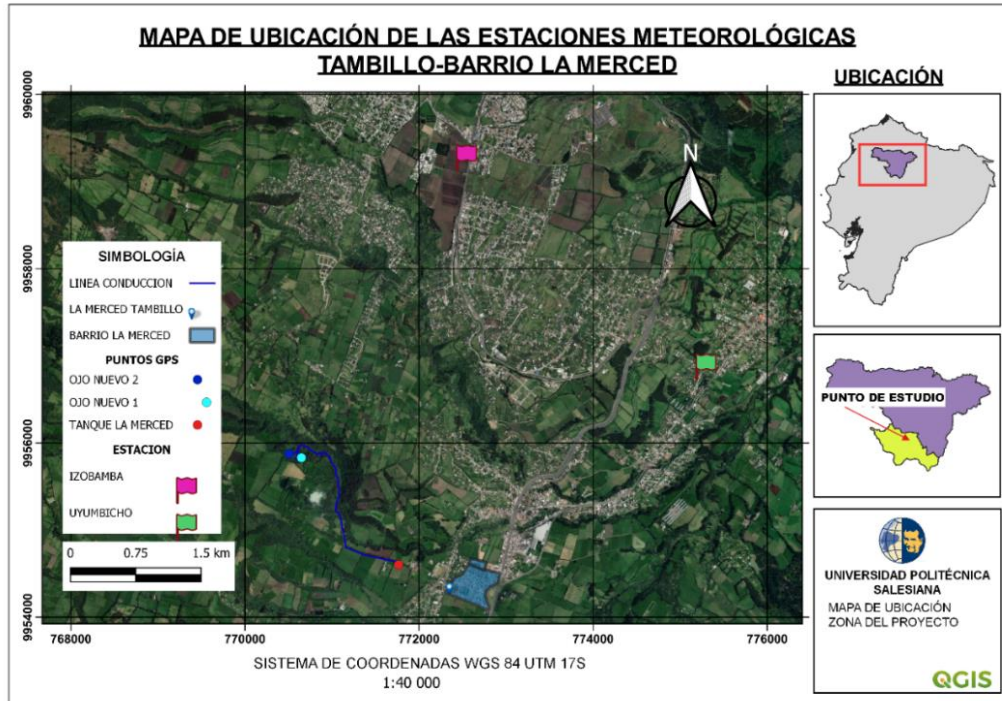 MAPA DE UBICACIÓN DE LAS ESTACIONES METEOROLÓGICAS
TAMBILLO-BARRIO LA MERCED
UBICACIÓN
9960000
9958000
9956000
9954000
N
SIMBOLOGÍA
LINEA CONDUCCION
LA MERCED TAMBILLO
BARRIO LA MERCED
PUNTOS GPS
OJO NUEVO 2
OJO NUEVO 1
TANQUE LA MERCED
ESTACION
IZOBAMBA
UYUMBICHO
0 0.75 1.5 km
768000 770000 772000 774000 776000
SISTEMA DE COORDENADAS WGS 84 UTM 17S
1:40 000
PUNTO DE ESTUDIO
UNIVERSIDAD POLITÉCNICA
SALESIANA
MAPA DE UBICACIÓN
ZONA DEL PROYECTO
QGIS